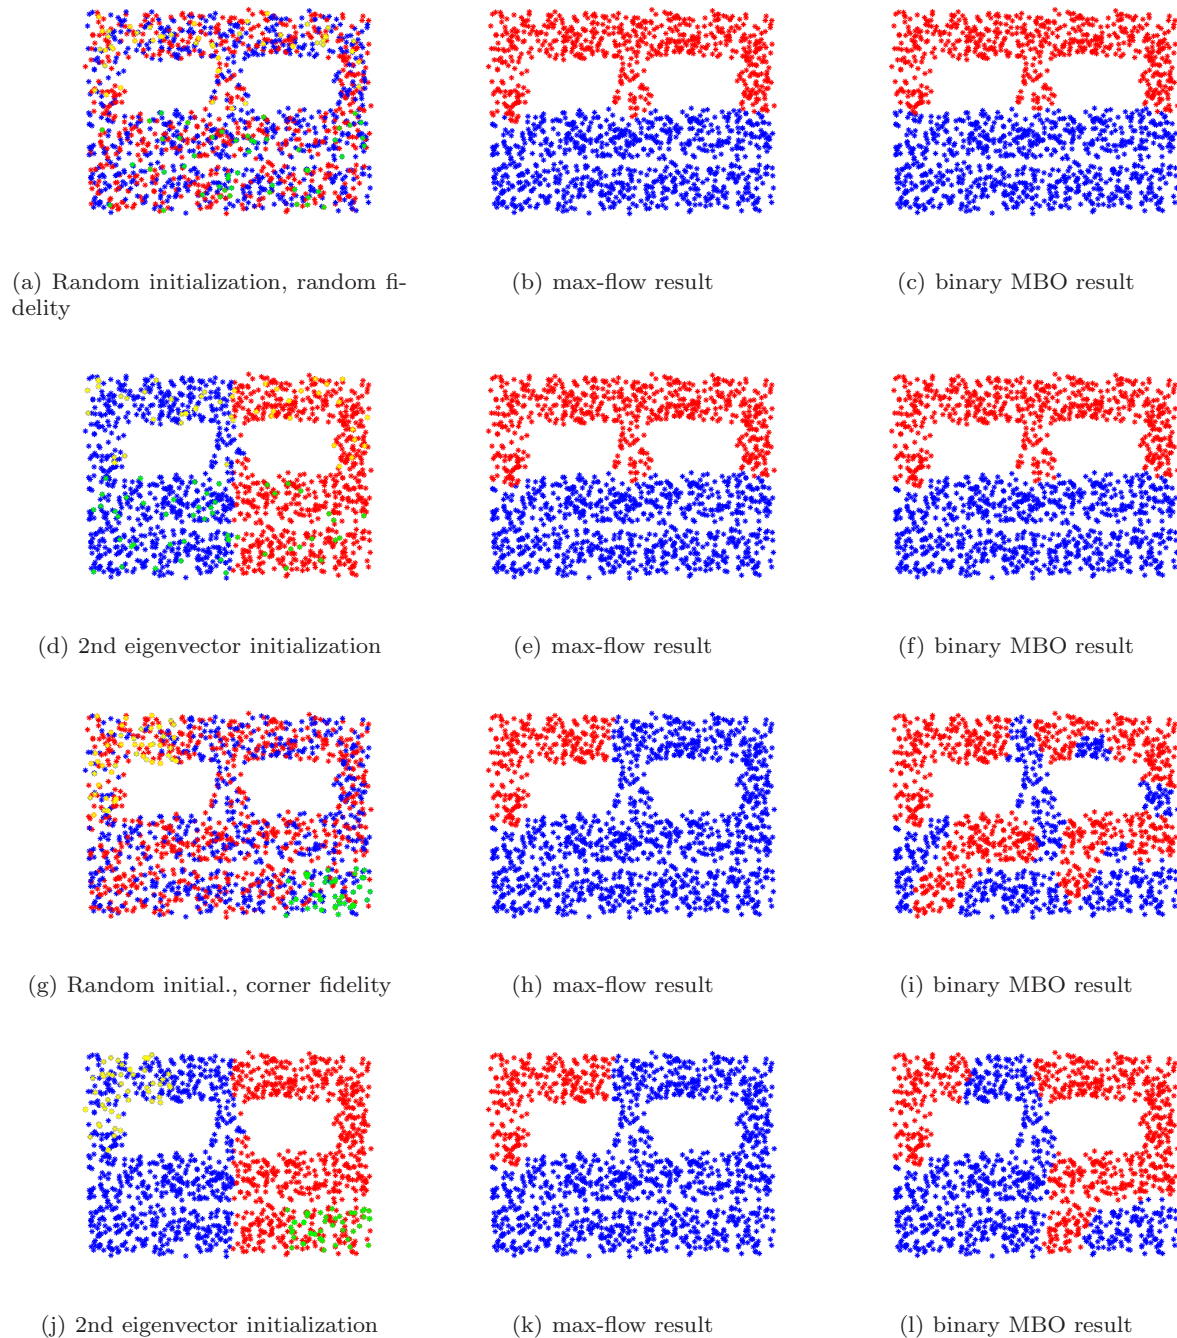 (a) Random initialization, random fi-
delity
(b) max-flow result
(c) binary MBO result
(d) 2nd eigenvector initialization
(e) max-flow result
(f) binary MBO result
(g) Random initial., corner fidelity
(h) max-flow result
(i) binary MBO result
(j) 2nd eigenvector initialization
(k) max-flow result
(l) binary MBO result